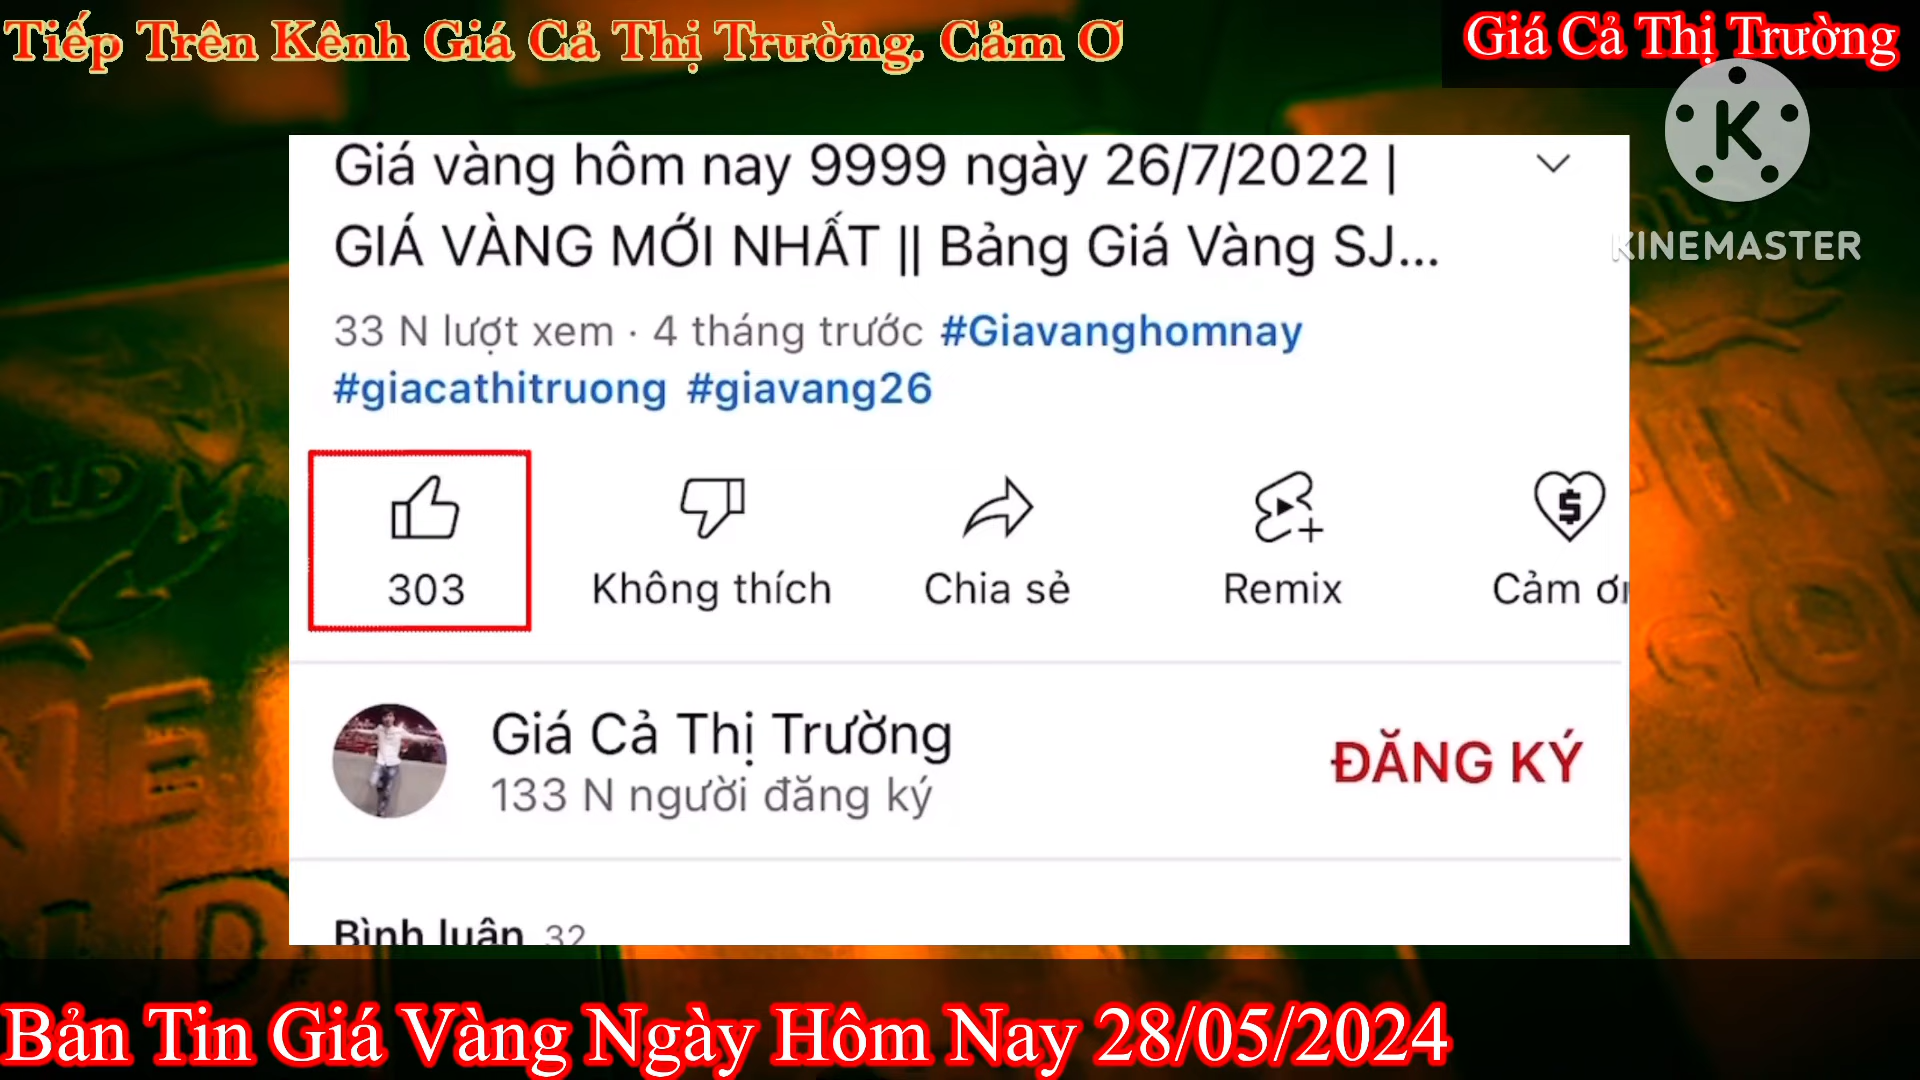 Tiếp Trên Kênh Giá Cả Thị Trường. Cảm Ơ
Giá Cả Thị Trường
K
KINEMASTER
Giá vàng hôm nay 9999 ngày 26/7/2022 |
GIÁ VÀNG MỚI NHẤT || Bảng Giá Vàng SJ...
33 N lượt xem · 4 tháng trước #Giavanghomnay
#giacathitruong #giavang26
303
Không thích
Chia sẻ
Remix
Cảm ơn
Giá Cả Thị Trường
133 N người đăng ký
ĐĂNG KÝ
Bình luận 32
Bản Tin Giá Vàng Ngày Hôm Nay 28/05/2024